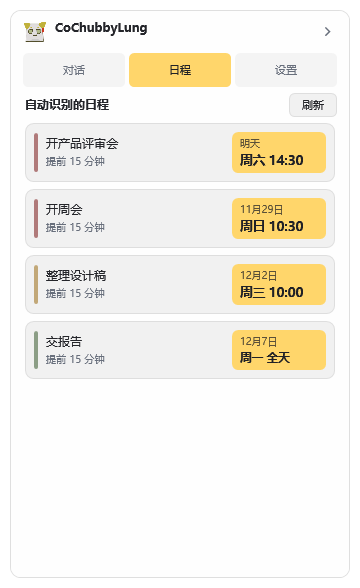 CoChubbyLung
对话
日程
设置
自动识别的日程
刷新
开产品评审会
提前 15 分钟
明天
周六 14:30
开周会
提前 15 分钟
11月29日
周日 10:30
整理设计稿
提前 15 分钟
12月2日
周三 10:00
交报告
提前 15 分钟
12月7日
周一 全天